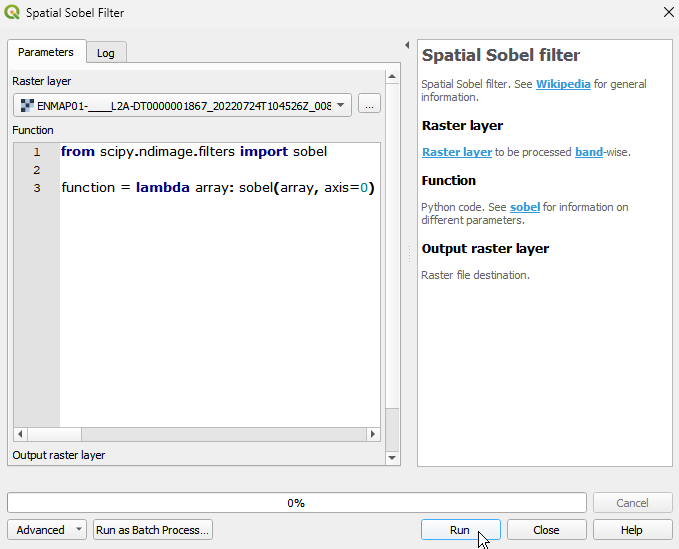 Spatial Sobel Filter
Parameters
Log
Raster layer
ENMAP01-____L2A-DT0000001867_20220724T104526Z_008
...
Function
1 from scipy.ndimage.filters import sobel
2
3 function = lambda array: sobel(array, axis=0)
Output raster layer
Spatial Sobel filter
Spatial Sobel filter. See Wikipedia for general
information.
Raster layer
Raster layer to be processed band-wise.
Function
Python code. See sobel for information on
different parameters.
Output raster layer
Raster file destination.
0%
Cancel
Advanced
Run as Batch Process...
Run
Close
Help